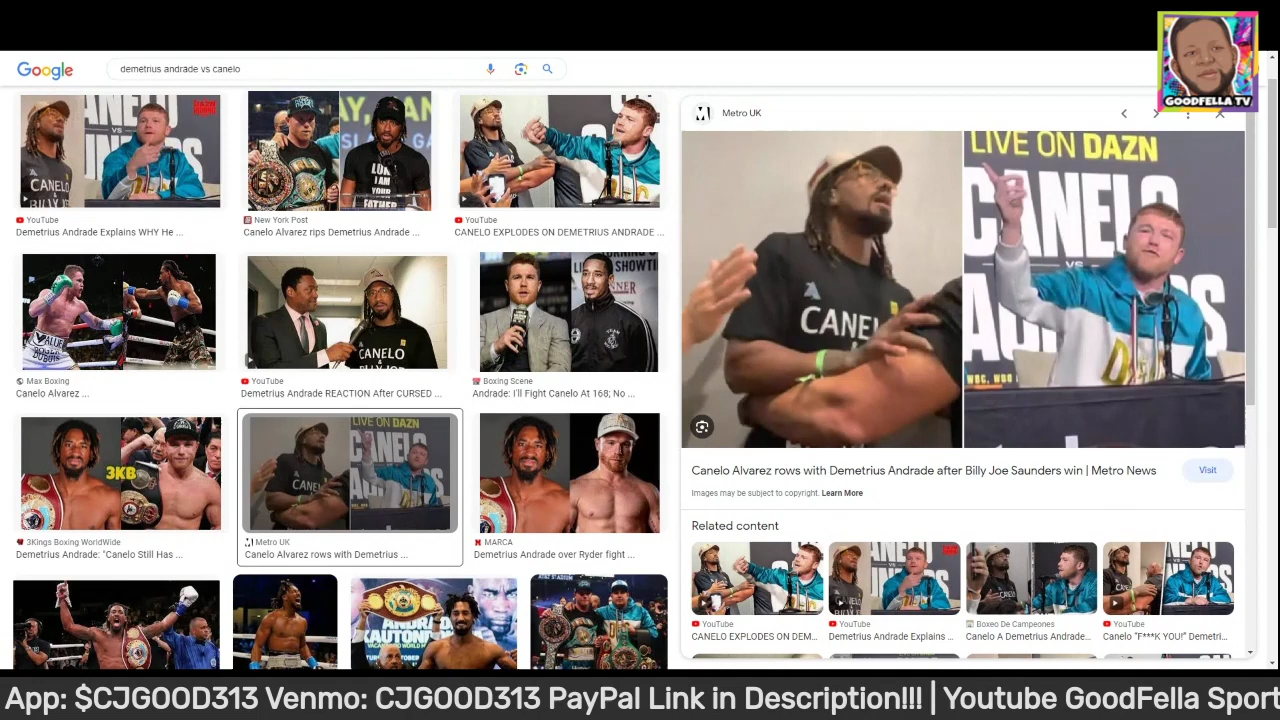 GOODFELLA TV
Google
demetrius andrade vs canelo
YouTube
Demetrius Andrade Explains WHY He ...
New York Post
Canelo Alvarez rips Demetrius Andrade ...
YouTube
CANELO EXPLODES ON DEMETRIUS ANDRADE ...
Max Boxing
Canelo Alvarez ...
YouTube
Demetrius Andrade REACTION After CURSED ...
Boxing Scene
Andrade: I'll Fight Canelo At 168; No ...
3KB
3Kings Boxing WorldWide
Demetrius Andrade: "Canelo Still Has ...
Metro UK
Canelo Alvarez rows with Demetrius ...
MARCA
Demetrius Andrade over Ryder fight ...
Metro UK
LIVE ON DAZN
CANELO
VS
CANEL
Canelo Alvarez rows with Demetrius Andrade after Billy Joe Saunders win | Metro News
Visit
Images may be subject to copyright. Learn More
Related content
YouTube
CANELO EXPLODES ON DEM...
YouTube
Demetrius Andrade Explains ...
Boxeo De Campeones
Canelo A Demetrius Andrade...
YouTube
Canelo "F***K YOU!" Demetri...
App: $CJGOOD313 Venmo: CJGOOD313 PayPal Link in Description!!! | Youtube GoodFella Sport